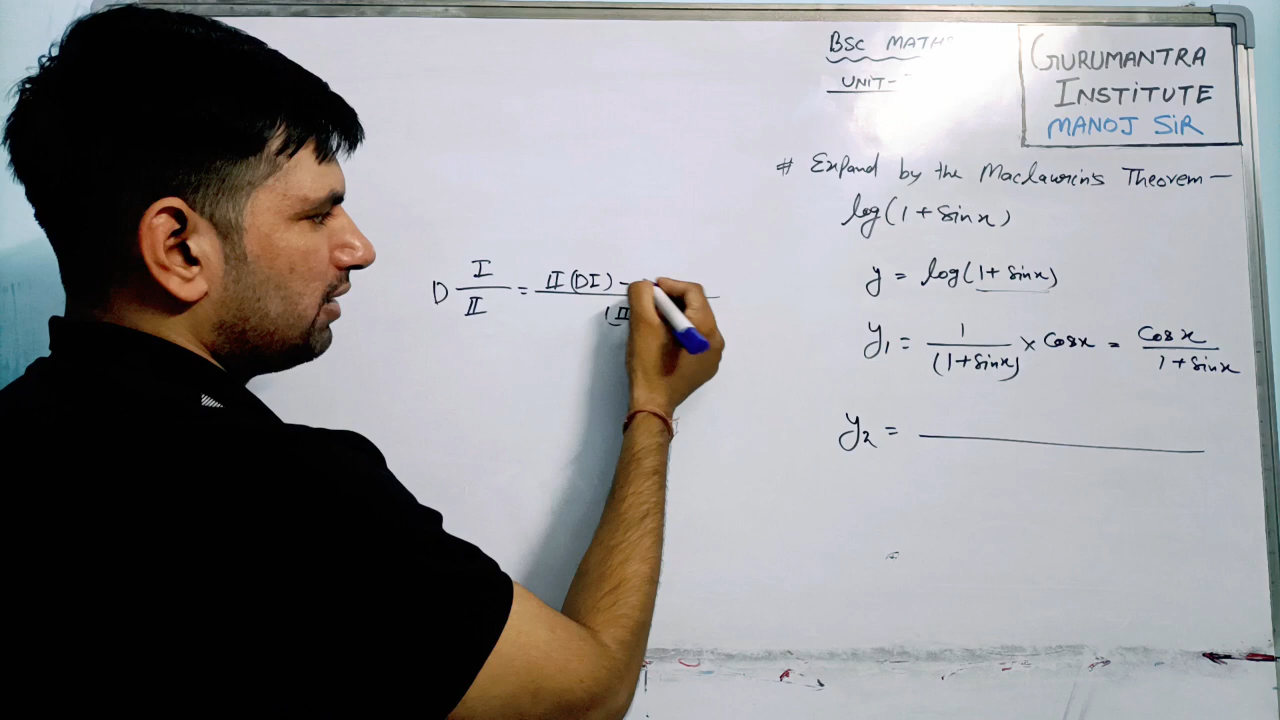 BSC MATHS
UNIT-
GURUMANTRA
INSTITUTE
MANOJ SIR
# Expand by the Maclaurin's Theorem —
log(1 + sinx)
y = log(1 + sinx)
y₁ = 1/(1+sinx) × cosx = cosx/1+sinx
y₂ =
D I/II = II(DI) - / (II